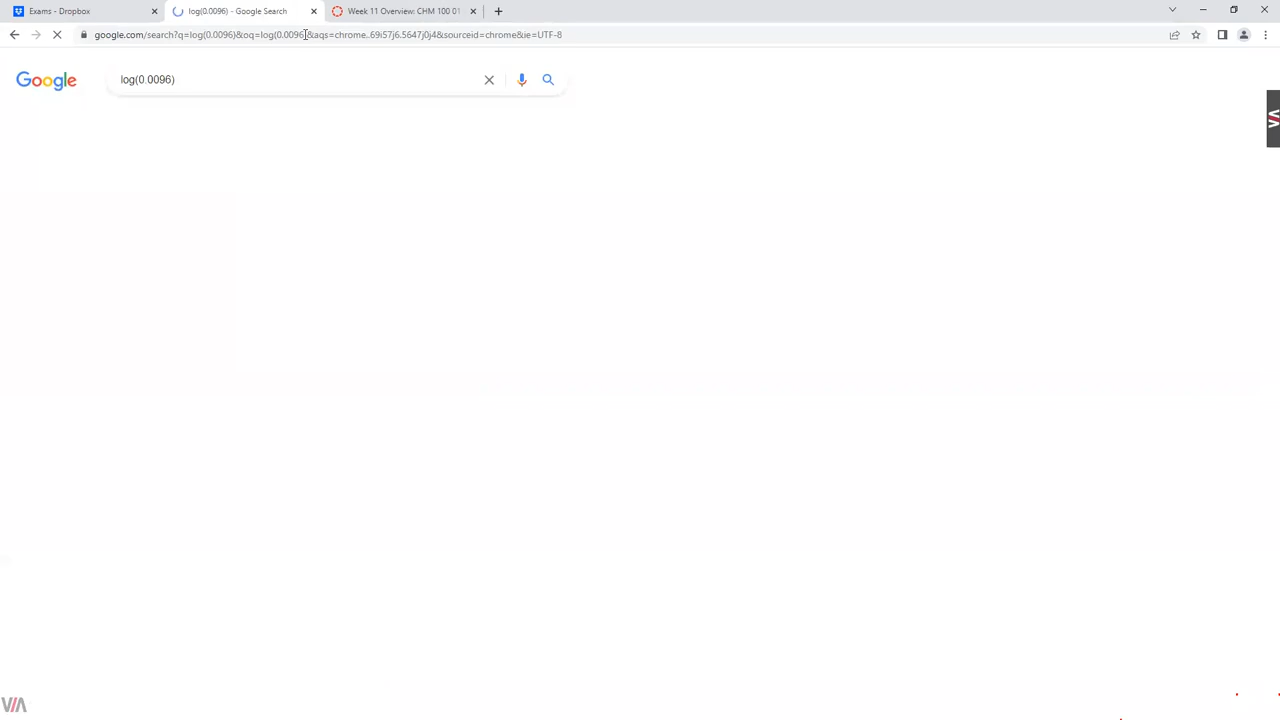 Exams - Dropbox
log(0.0096) - Google Search
Week 11 Overview: CHM 100 01
google.com/search?q=log(0.0096)&oq=log(0.0096)&aqs=chrome..69i57j6.5647j0j4&sourceid=chrome&ie=UTF-8
Google
log(0.0096)
VIA